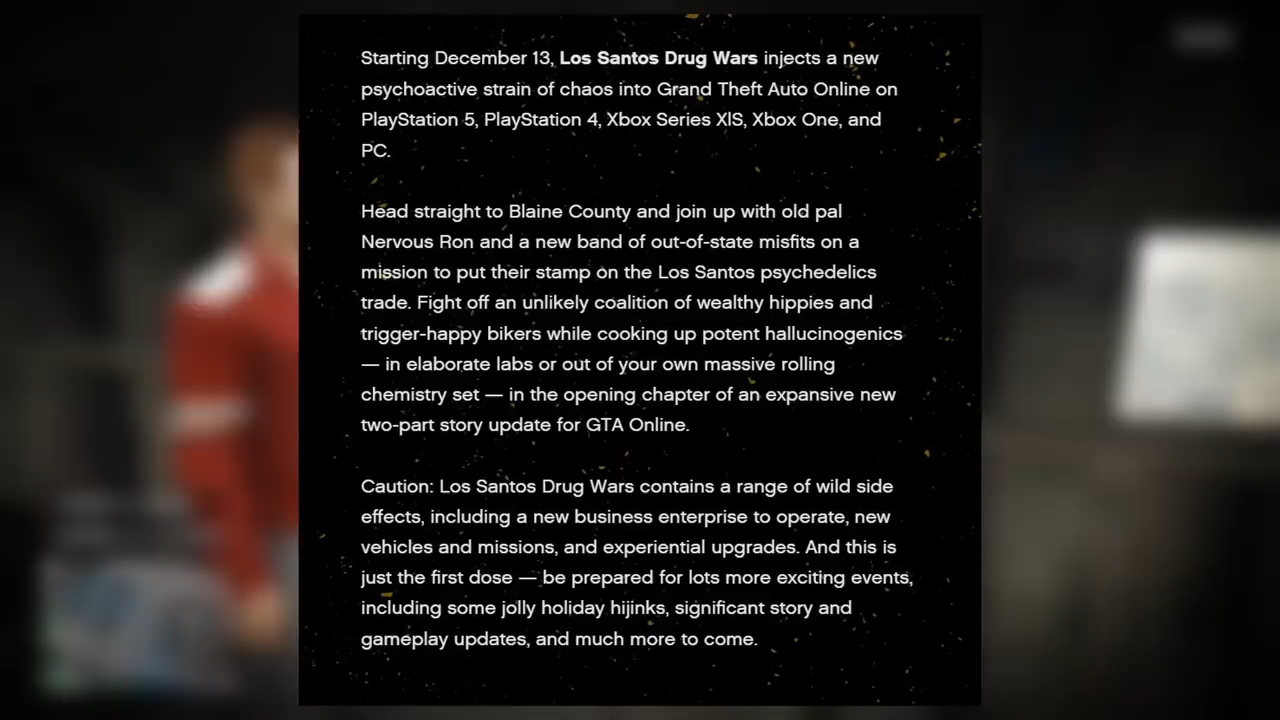 Starting December 13, Los Santos Drug Wars injects a new
psychoactive strain of chaos into Grand Theft Auto Online on
PlayStation 5, PlayStation 4, Xbox Series X|S, Xbox One, and
PC.
Head straight to Blaine County and join up with old pal
Nervous Ron and a new band of out-of-state misfits on a
mission to put their stamp on the Los Santos psychedelics
trade. Fight off an unlikely coalition of wealthy hippies and
trigger-happy bikers while cooking up potent hallucinogenics
— in elaborate labs or out of your own massive rolling
chemistry set — in the opening chapter of an expansive new
two-part story update for GTA Online.
Caution: Los Santos Drug Wars contains a range of wild side
effects, including a new business enterprise to operate, new
vehicles and missions, and experiential upgrades. And this is
just the first dose — be prepared for lots more exciting events,
including some jolly holiday hijinks, significant story and
gameplay updates, and much more to come.